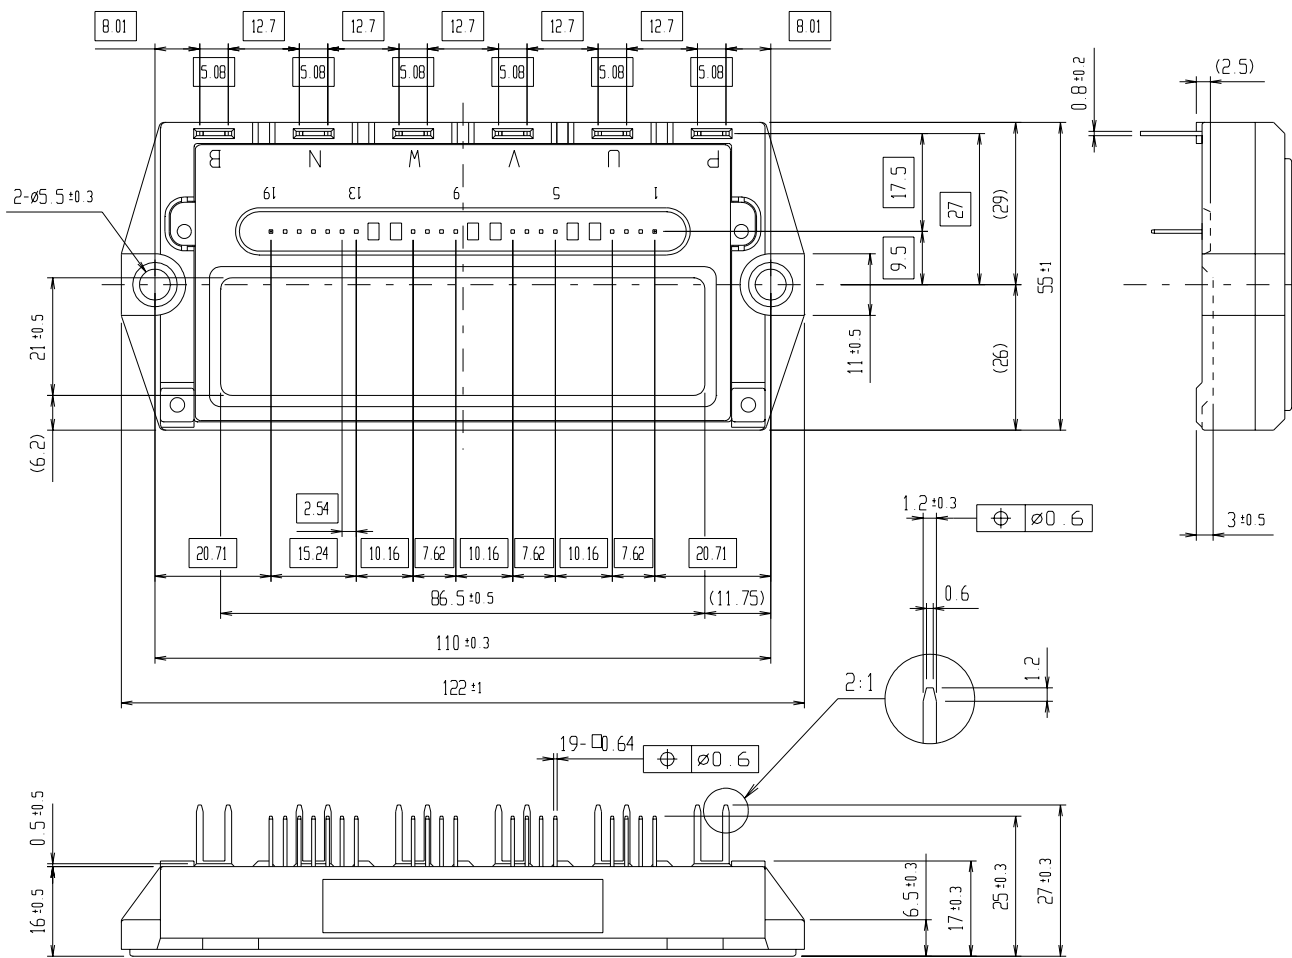 8.01 12.7 12.7 12.7 12.7 12.7 8.01
5.08 5.08 5.08 5.08 5.08 5.08
0.8 ±0.2
(2.5)
B N W V U P
19 13 9 5 1
2-ø5.5 ±0.3
17.5
27
(29)
9.5
55 ±1
21 ±0.5
11 ±0.5
(26)
(6.2)
2.54
1.2 ±0.3
⌖ ø0.6
3 ±0.5
20.71 15.24 10.16 7.62 10.16 7.62 10.16 7.62 20.71
86.5 ±0.5 (11.75)
0.6
110 ±0.3
1.2
122 ±1
2:1
19-□0.64
⌖ ø0.6
0.5 ±0.5
16 ±0.5
6.5 ±0.3
17 ±0.3
25 ±0.3
27 ±0.3